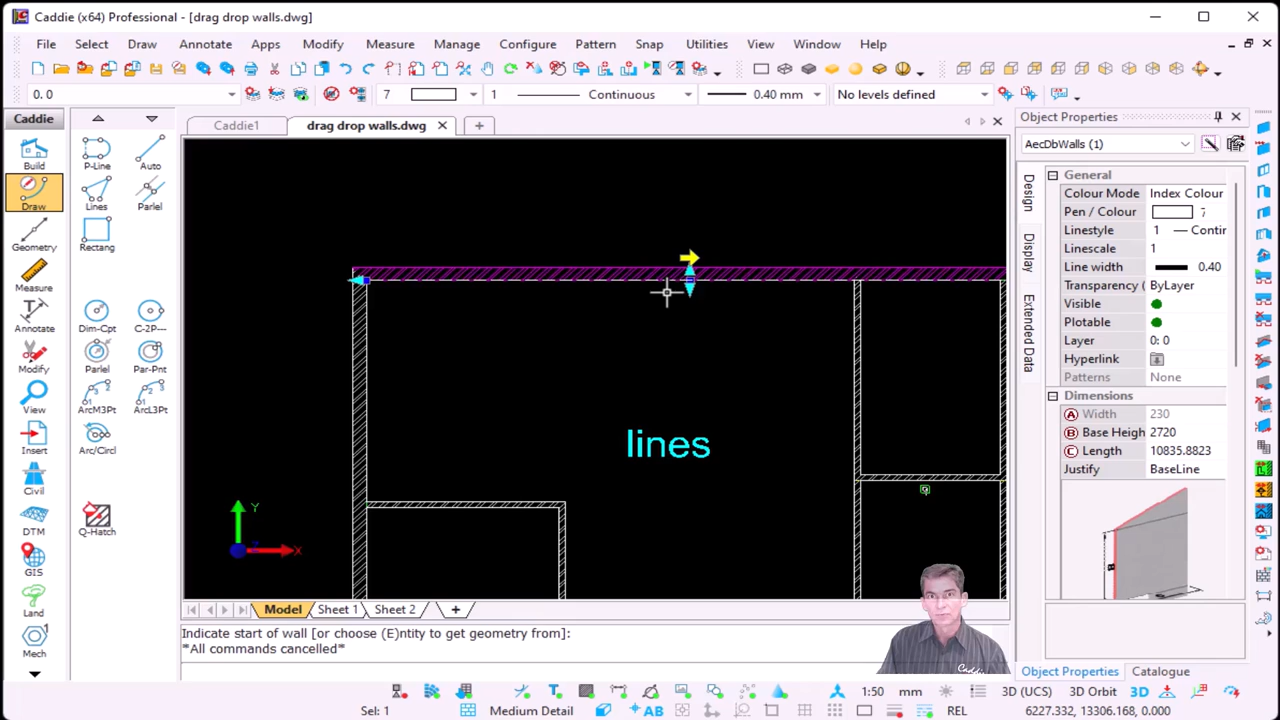 Caddie (x64) Professional - [drag drop walls.dwg]
File Select Draw Annotate Apps Modify Measure Manage Configure Pattern Snap Utilities View Window Help
0. 0 7 1 Continuous 0.40 mm No levels defined
Caddie Caddie1 drag drop walls.dwg Object Properties
AecDbWalls (1)
Build P-Line Auto
Draw Lines Parlel
Geometry Rectang
Measure
Annotate Dim-Cpt C-2P---
Modify Parlel Par-Pnt
View ArcM3Pt ArcL3Pt
Insert Arc/Circl
Civil
DTM Q-Hatch
GIS
Land
Mech
lines
Y
X
Z
Design
Display
Extended Data
General
Colour Mode Index Colour
Pen / Colour 7
Linestyle 1 Contin
Linescale 1
Line width 0.40
Transparency ( ByLayer
Visible
Plotable
Layer 0: 0
Hyperlink
Patterns None
Dimensions
A Width 230
B Base Heigh 2720
C Length 10835.8823
Justify BaseLine
B
Model Sheet 1 Sheet 2
Indicate start of wall [or choose (E)ntity to get geometry from]:
*All commands cancelled*
Caddie
Object Properties Catalogue
1:50 mm 3D (UCS) 3D Orbit 3D
Sel: 1 Medium Detail AB REL 6227.332, 13306.168, 0.000